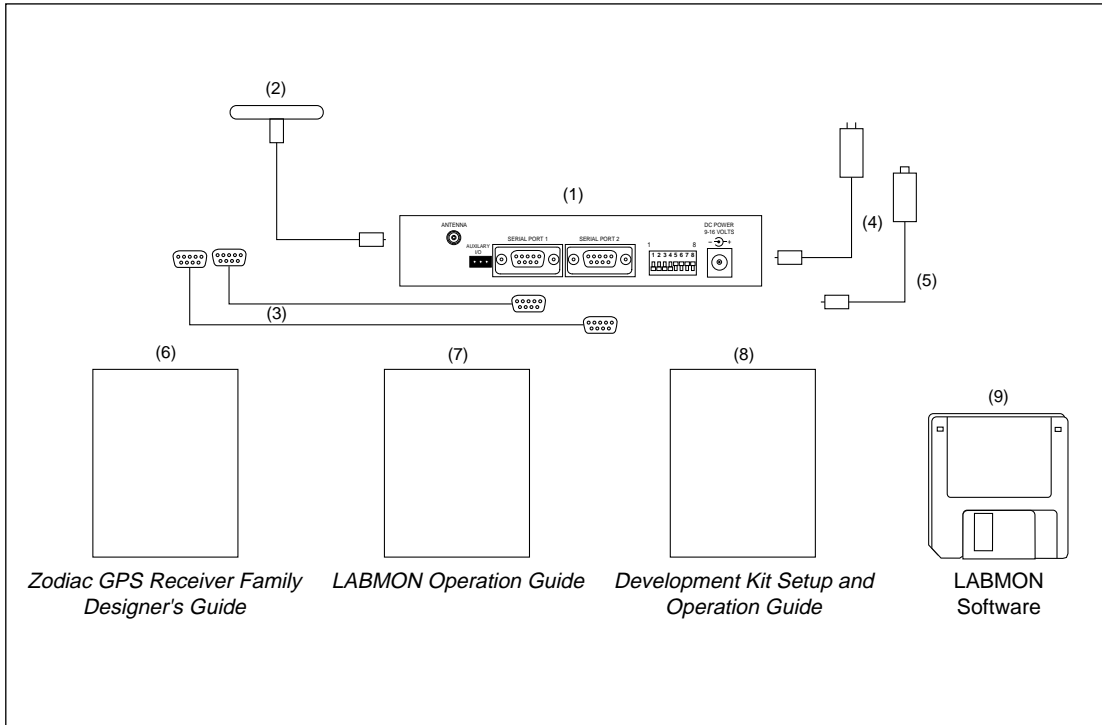 (2)
(1)
(4)
(5)
(3)
ANTENNA
AUXILARY
I/O
SERIAL PORT 1
SERIAL PORT 2
1 8
1 2 3 4 5 6 7 8
DC POWER
9-16 VOLTS
− +
(6)
(7)
(8)
(9)
Zodiac GPS Receiver Family
Designer's Guide
LABMON Operation Guide
Development Kit Setup and
Operation Guide
LABMON
Software